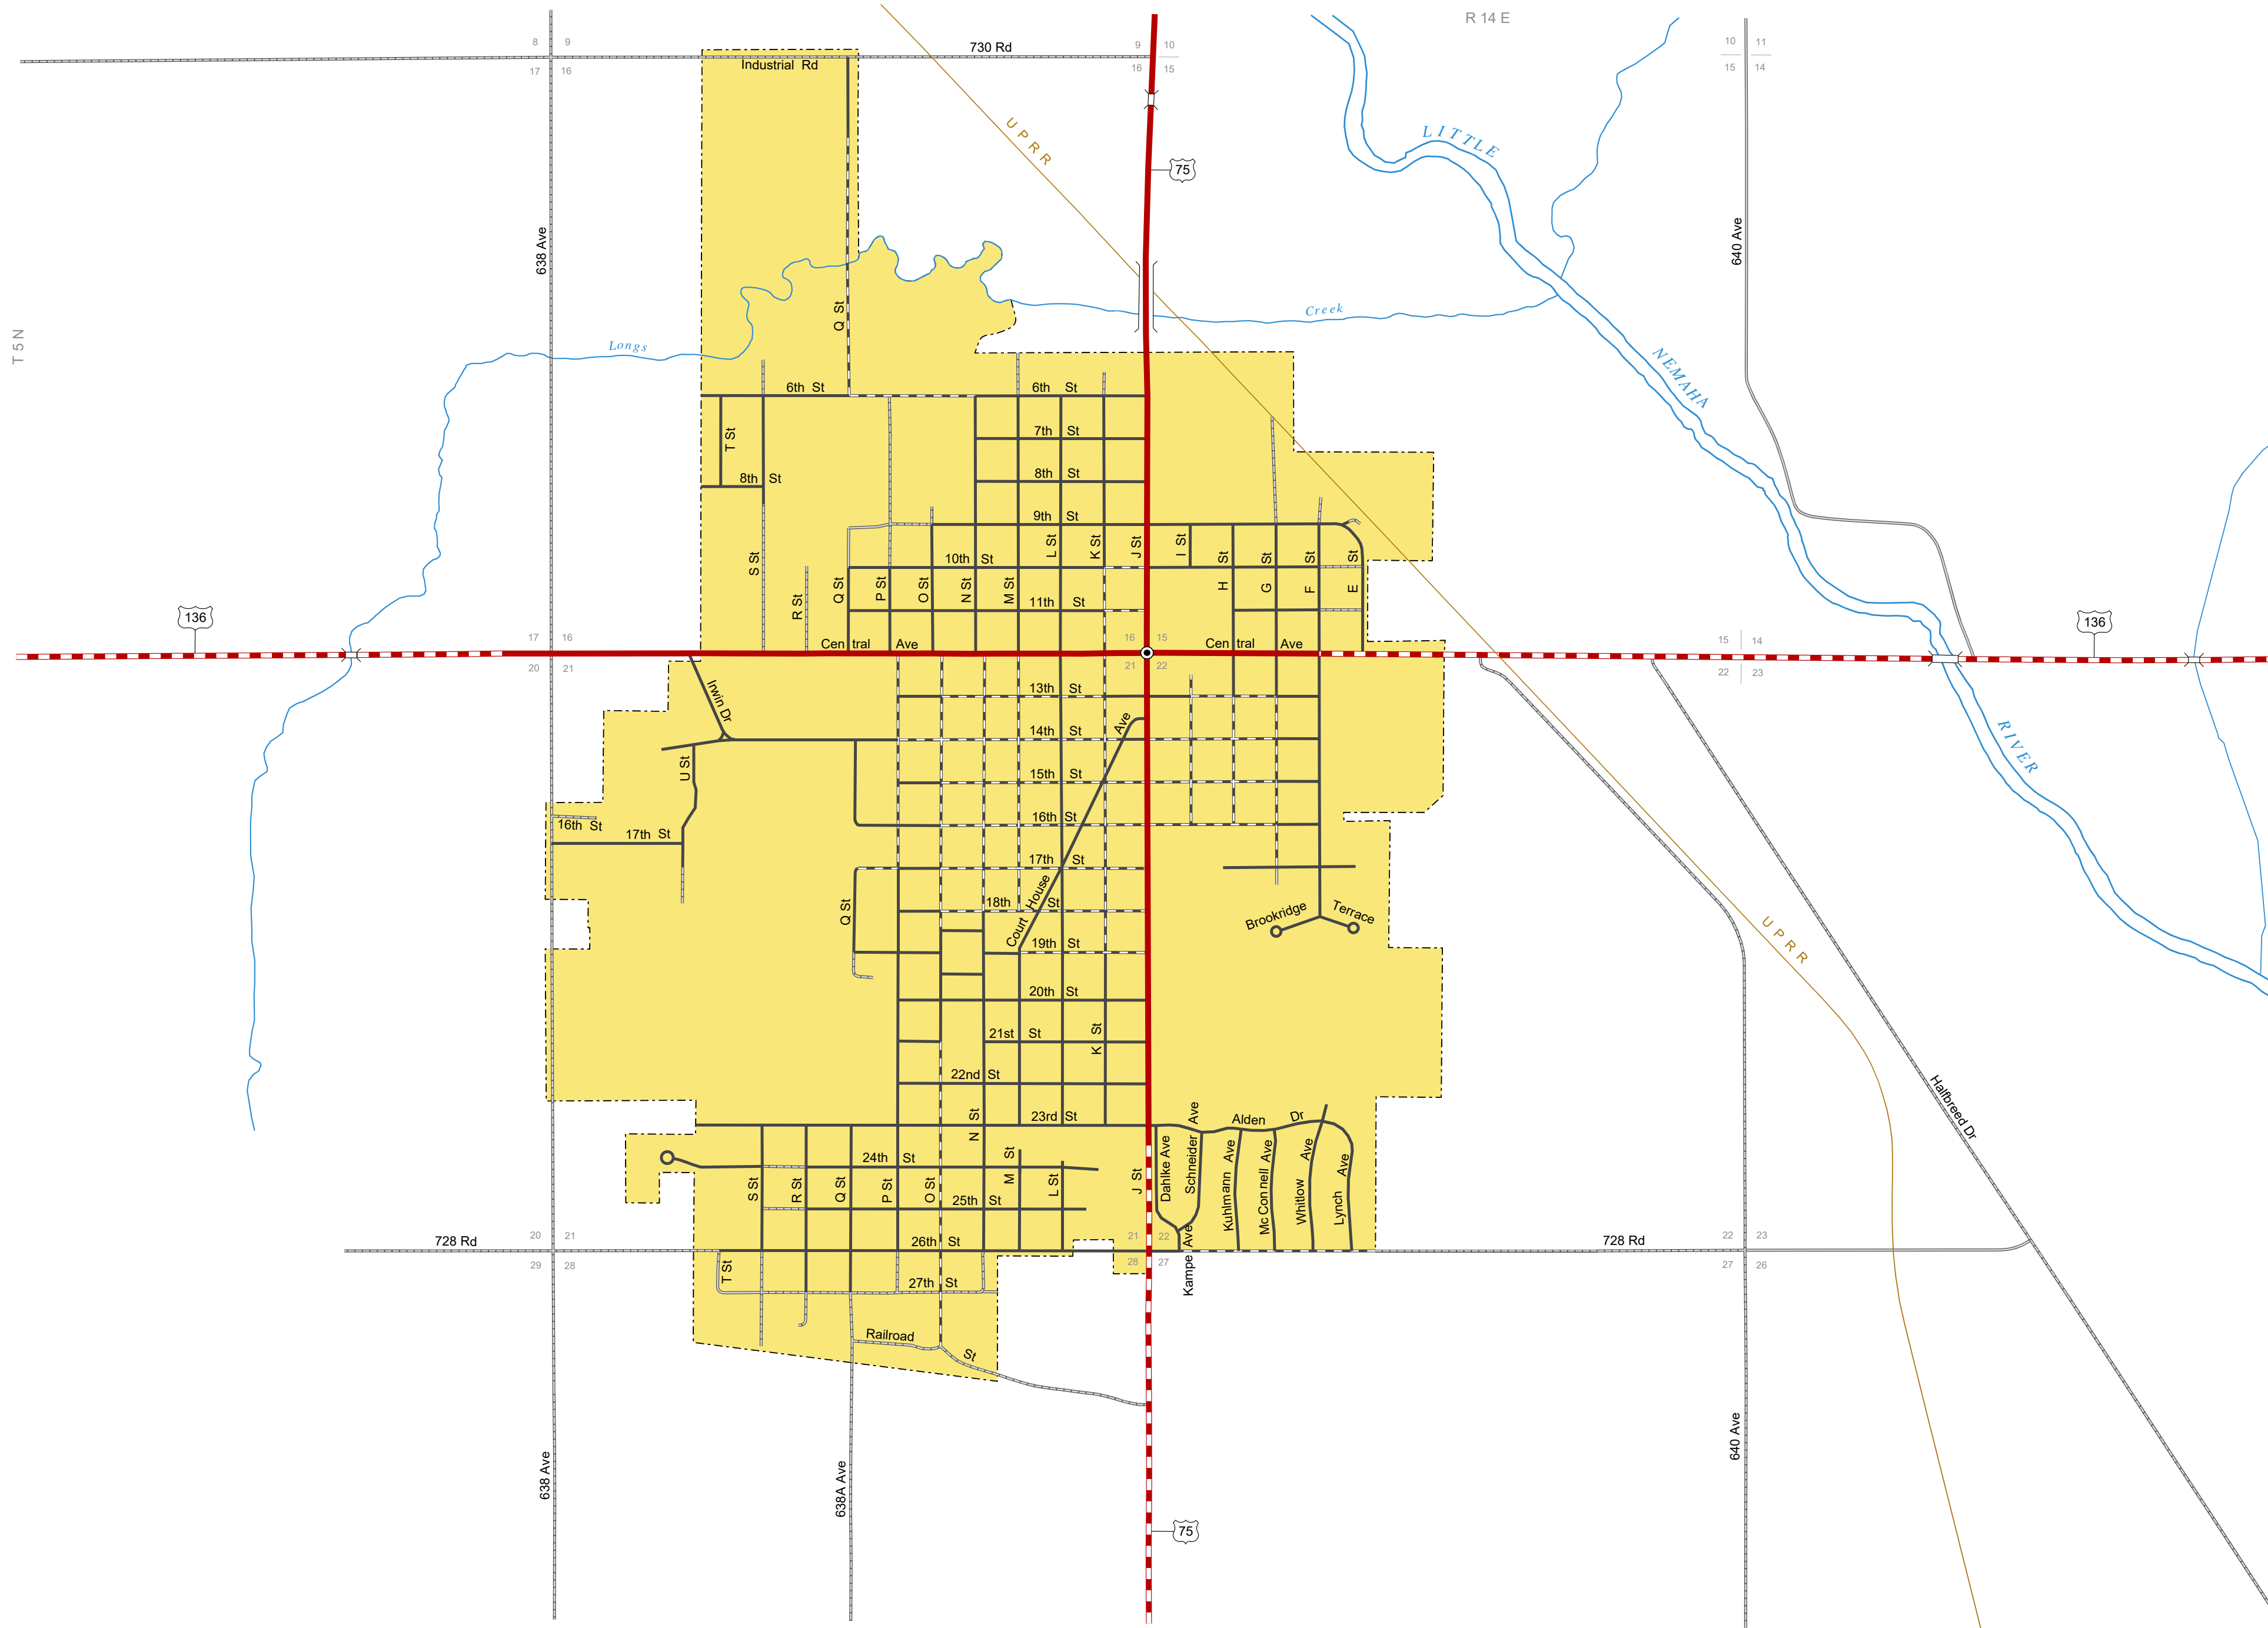 R 14 E
8 9
9 10
10 11
730 Rd
17 16
16 15
15 14
Industrial Rd
U P R R
LITTLE
75
638 Ave
640 Ave
Q St
Creek
T 5 N
Longs
NEMAHA
6th St
6th St
7th St
T St
8th St
8th St
9th St
S St
10th St
L St
K St
J St
I St
St
St
St
St
R St
Q St
P St
O St
N St
M St
H
G
F
E
11th St
136
136
17 16
Central Ave
16 15
Central Ave
15 14
20 21
21 22
22 23
Irwin Dr
13th St
Ave
14th St
RIVER
U St
15th St
16th St
16th St
17th St
17th St
Q St
House
18th St
Brookridge Terrace
Court
19th St
U P R R
20th St
21st St
K St
22nd St
Halfbreed Dr
N St
23rd St
Ave
Alden Dr
24th St
M St
L St
J St
Dahlke Ave
Schneider
Kuhlmann Ave
Mc Connell Ave
Whitlow Ave
Lynch Ave
S St
R St
Q St
P St
O St
25th St
728 Rd
20 21
26th St
21 22
Kampe Ave
728 Rd
22 23
29 28
28 27
27 26
T St
27th St
Railroad St
638 Ave
638A Ave
640 Ave
75